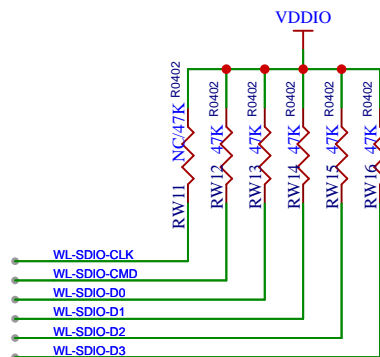 VDDIO
R0402
R0402
R0402
R0402
R0402
R0402
NC/47K
47K
47K
47K
47K
47K
RW11
RW12
RW13
RW14
RW15
RW16
WL-SDIO-CLK
WL-SDIO-CMD
WL-SDIO-D0
WL-SDIO-D1
WL-SDIO-D2
WL-SDIO-D3